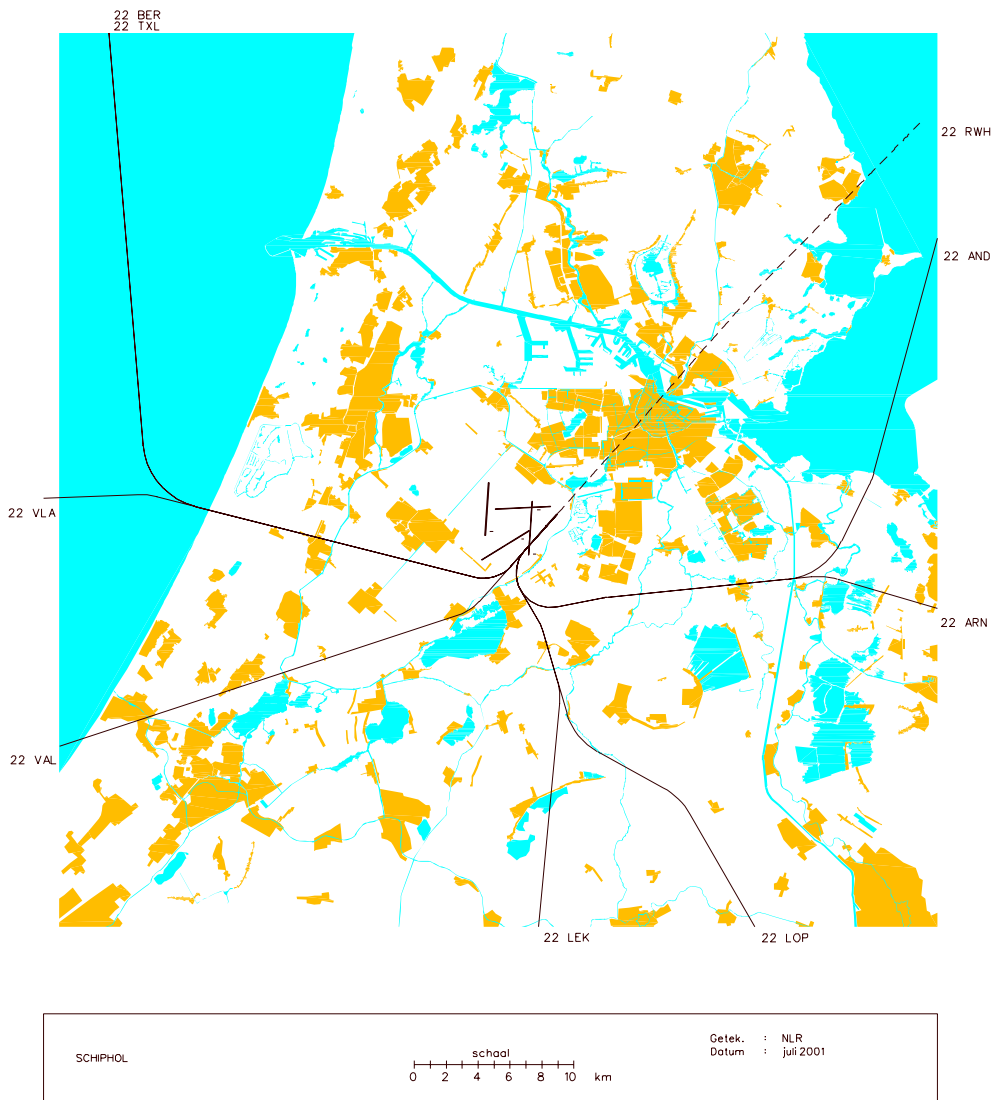 22 BER
22 TXL
22 RWH
22 AND
22 VLA
22 ARN
22 VAL
22 LEK
22 LOP
SCHIPHOL
schaal
0 2 4 6 8 10 km
Getek. : NLR
Datum : juli 2001